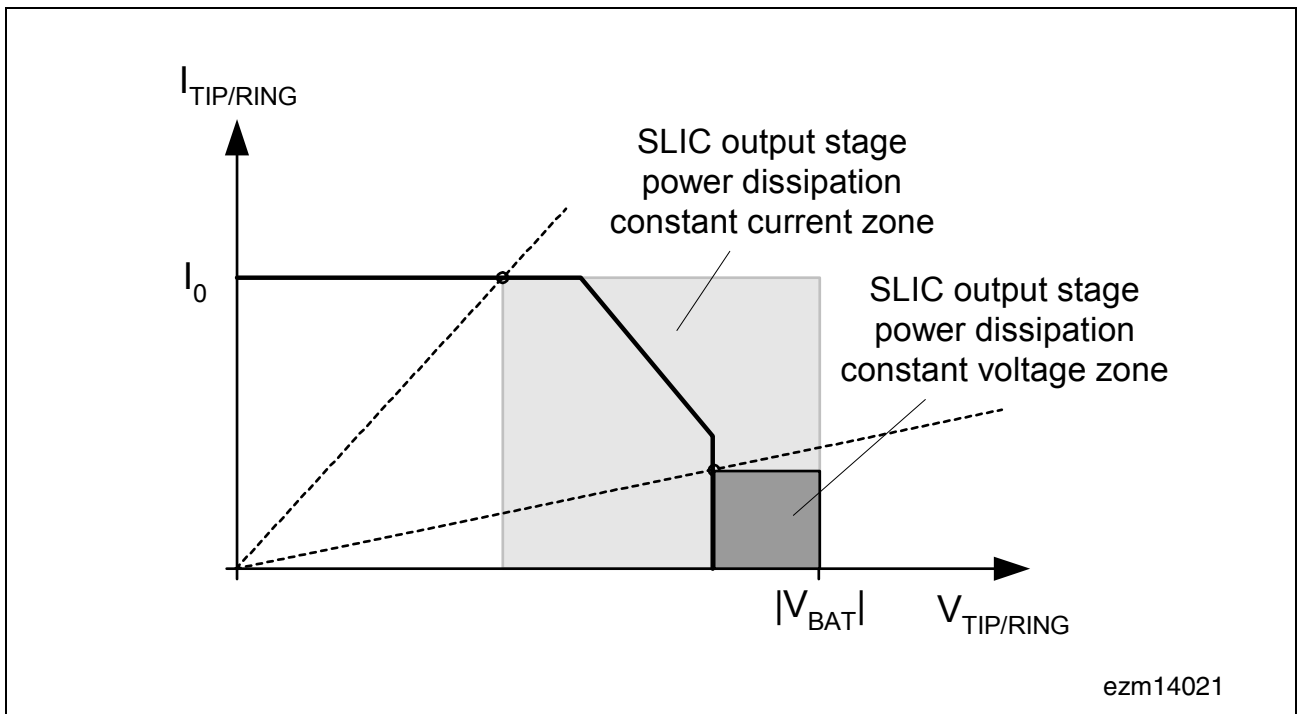 I_TIP/RING
SLIC output stage
power dissipation
constant current zone
I_0
SLIC output stage
power dissipation
constant voltage zone
|V_BAT|
V_TIP/RING
ezm14021